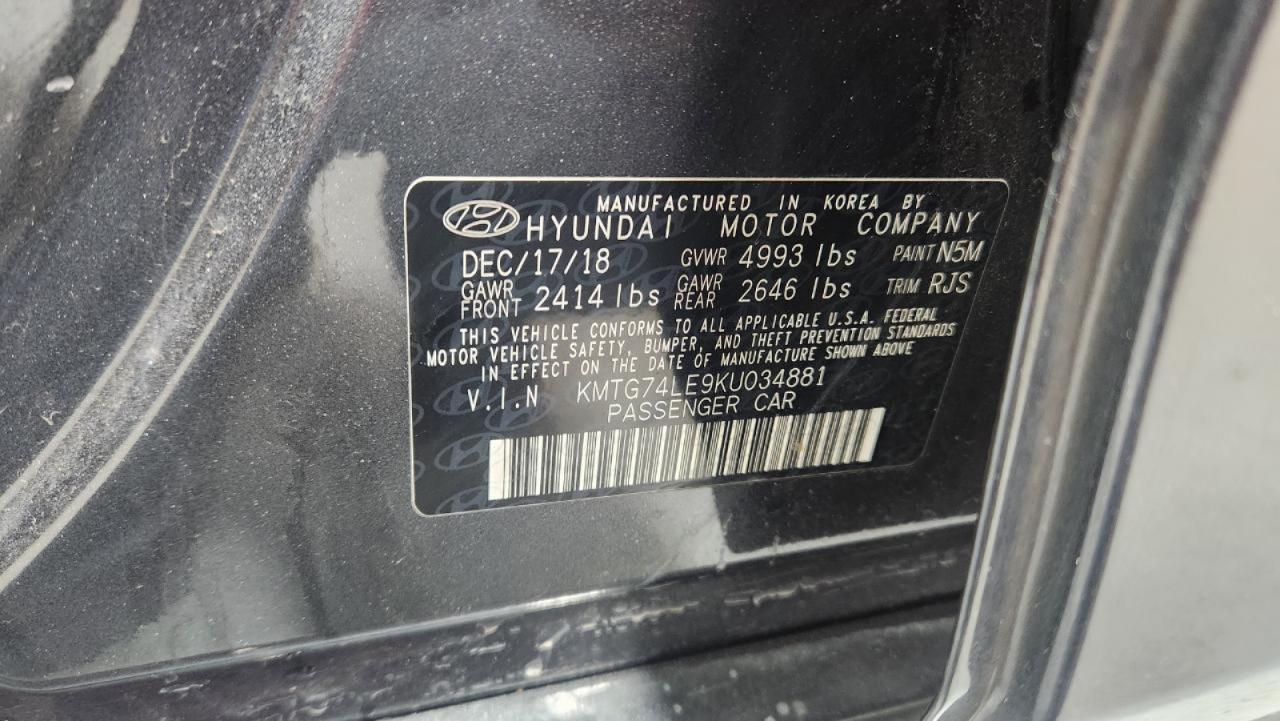 MANUFACTURED IN KOREA BY
HYUNDAI MOTOR COMPANY
DEC/17/18 GVWR 4993 lbs PAINT N5M
GAWR FRONT 2414 lbs GAWR REAR 2646 lbs TRIM RJS
THIS VEHICLE CONFORMS TO ALL APPLICABLE U.S.A. FEDERAL
MOTOR VEHICLE SAFETY, BUMPER, AND THEFT PREVENTION STANDARDS
IN EFFECT ON THE DATE OF MANUFACTURE SHOWN ABOVE
V.I.N KMTG74LE9KU034881
PASSENGER CAR